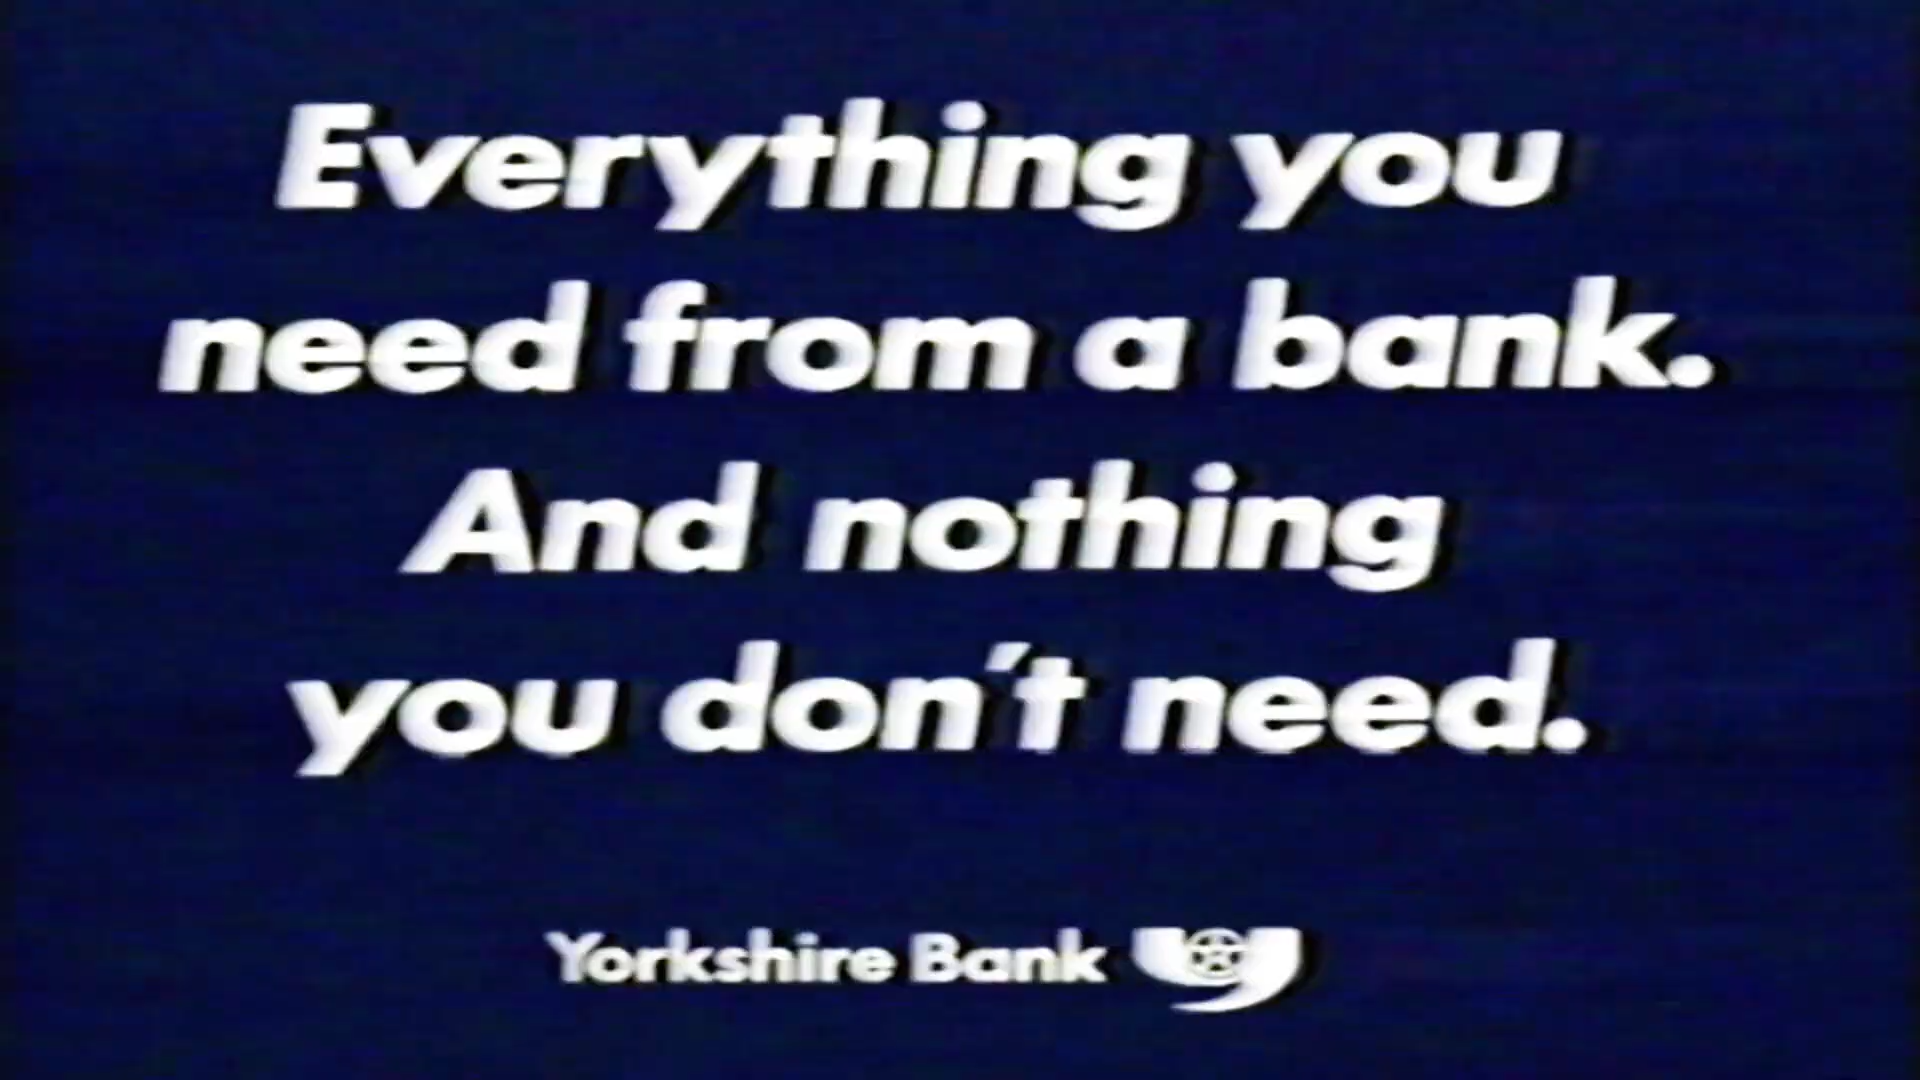 Everything you
need from a bank.
And nothing
you don't need.
Yorkshire Bank